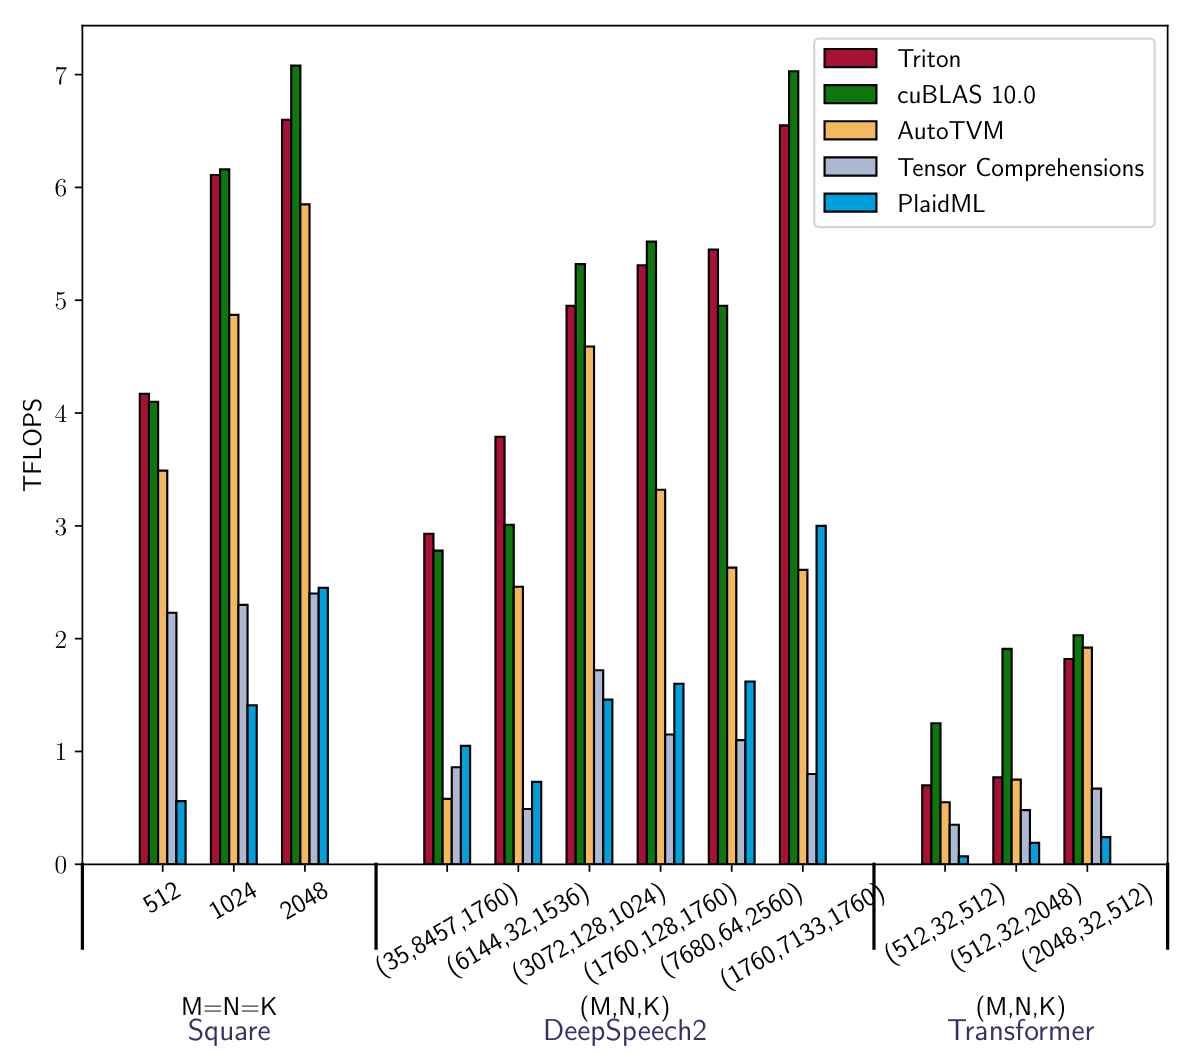 TFLOPS
7
6
5
4
3
2
1
0
Triton
cuBLAS 10.0
AutoTVM
Tensor Comprehensions
PlaidML
512
1024
2048
(35,8457,1760)
(6144,32,1536)
(3072,128,1024)
(1760,128,1760)
(7680,64,2560)
(1760,7133,1760)
(512,32,512)
(512,32,2048)
(2048,32,512)
M=N=K
Square
(M,N,K)
DeepSpeech2
(M,N,K)
Transformer